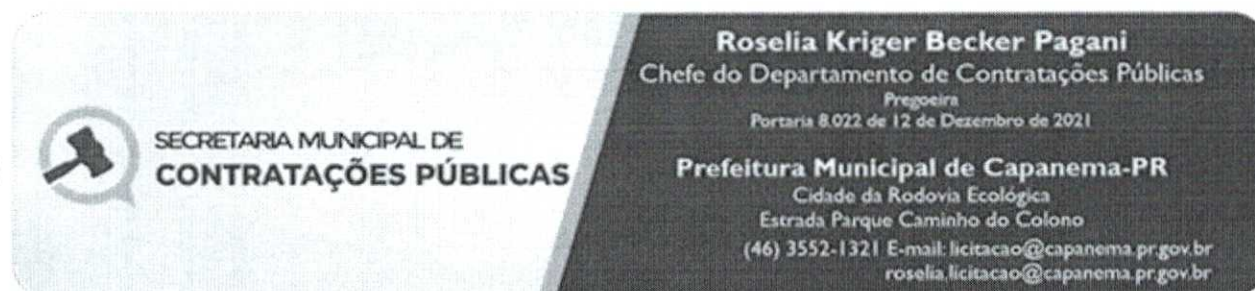 SECRETARIA MUNICIPAL DE
CONTRATAÇÕES PÚBLICAS
Roselia Kriger Becker Pagani
Chefe do Departamento de Contratações Públicas
Pregoeira
Portaria 8.022 de 12 de Dezembro de 2021
Prefeitura Municipal de Capanema-PR
Cidade da Rodovia Ecológica
Estrada Parque Caminho do Colono
(46) 3552-1321 E-mail: licitacao@capanema.pr.gov.br
roselia.licitacao@capanema.pr.gov.br